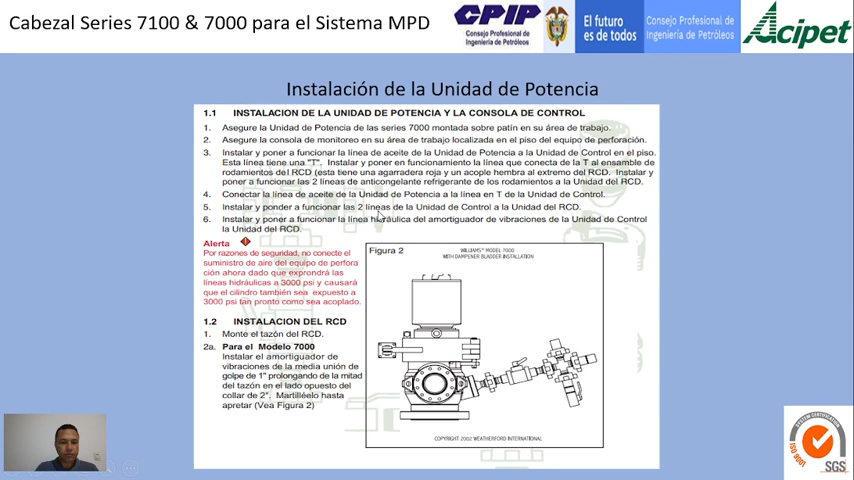 Cabezal Series 7100 & 7000 para el Sistema MPD
CPIP
Consejo Profesional de
Ingeniería de Petróleos
El futuro
es de todos
Consejo Profesional de
Ingeniería de Petróleos
Acipet
Instalación de la Unidad de Potencia
1.1 INSTALACION DE LA UNIDAD DE POTENCIA Y LA CONSOLA DE CONTROL
1. Asegure la Unidad de Potencia de las series 7000 montada sobre patín en su área de trabajo.
2. Asegure la consola de monitoreo en su área de trabajo localizada en el piso del equipo de perforación.
3. Instalar y poner a funcionar la línea de aceite de la Unidad de Potencia a la Unidad de Control en el piso.
Esta línea tiene una "T". Instalar y poner en funcionamiento la línea que conecta de la T al ensamble de
rodamientos del RCD (esta tiene una agarradera roja y un acople hembra al extremo del RCD. Instalar y
poner a funcionar las 2 líneas de anticongelante refrigerante de los rodamientos a la Unidad del RCD.
4. Conectar la línea de aceite de la Unidad de Potencia a la línea en T de la Unidad de Control.
5. Instalar y ponder a funcionar las 2 líneas de la Unidad de Control a la Unidad del RCD.
6. Instalar y poner a funcionar la línea hidráulica del amortiguador de vibraciones de la Unidad de Control
la Unidad del RCD.
Alerta
Por razones de seguridad, no conecte el
suministro de aire del equipo de perfora
ción ahora dado que exprondrá las
líneas hidráulicas a 3000 psi y causará
que el cilindro también sea expuesto a
3000 psi tan pronto como sea acoplado.
1.2 INSTALACION DEL RCD
1. Monte el tazón del RCD.
2a. Para el Modelo 7000
Instalar el amortiguador de
vibraciones de la media unión de
golpe de 1" prolongando de la mitad
del tazón en el lado opuesto del
collar de 2". Martilléelo hasta
apretar (Vea Figura 2)
Figura 2
WILLIAMS® MODEL 7000
WITH DAMPENER BLADDER INSTALLATION
COPYRIGHT 2002 WEATHERFORD INTERNATIONAL
SYSTEM CERTIFICATION
ISO 9001
SGS